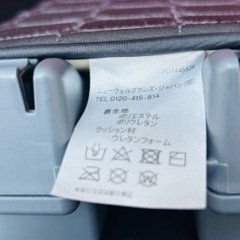 ニューウェルブランズ・ジャパン(同)
TEL 0120-415-814
表生地
ポリエステル
ポリウレタン
クッション材
ウレタンフォーム